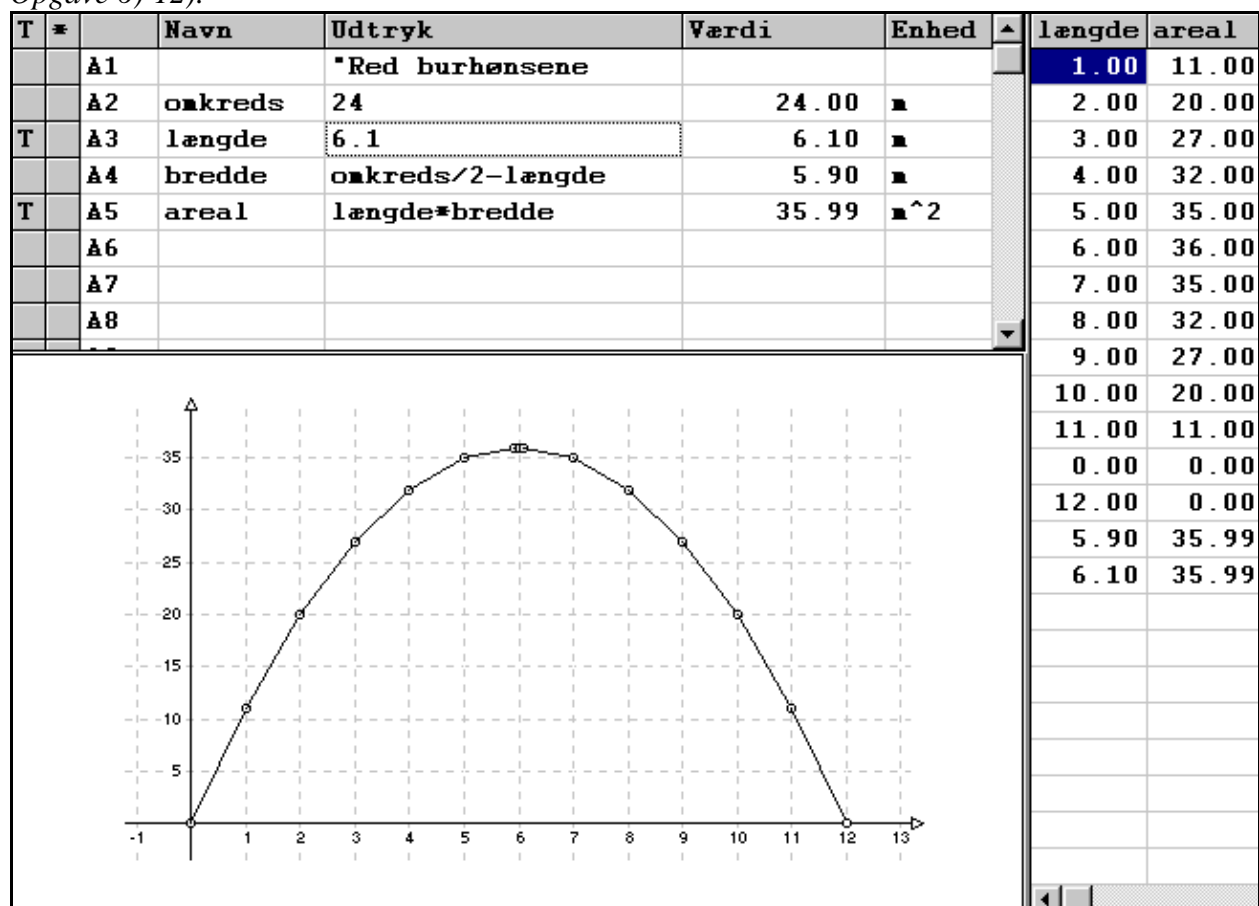 Opgave 8, 12).
T * Navn Udtryk Værdi Enhed
A1 "Red burhønsene
A2 omkreds 24 24.00 m
T A3 længde 6.1 6.10 m
A4 bredde omkreds/2-længde 5.90 m
T A5 areal længde*bredde 35.99 m^2
A6
A7
A8
længde areal
1.00 11.00
2.00 20.00
3.00 27.00
4.00 32.00
5.00 35.00
6.00 36.00
7.00 35.00
8.00 32.00
9.00 27.00
10.00 20.00
11.00 11.00
0.00 0.00
12.00 0.00
5.90 35.99
6.10 35.99
35
30
25
20
15
10
5
-1 1 2 3 4 5 6 7 8 9 10 11 12 13